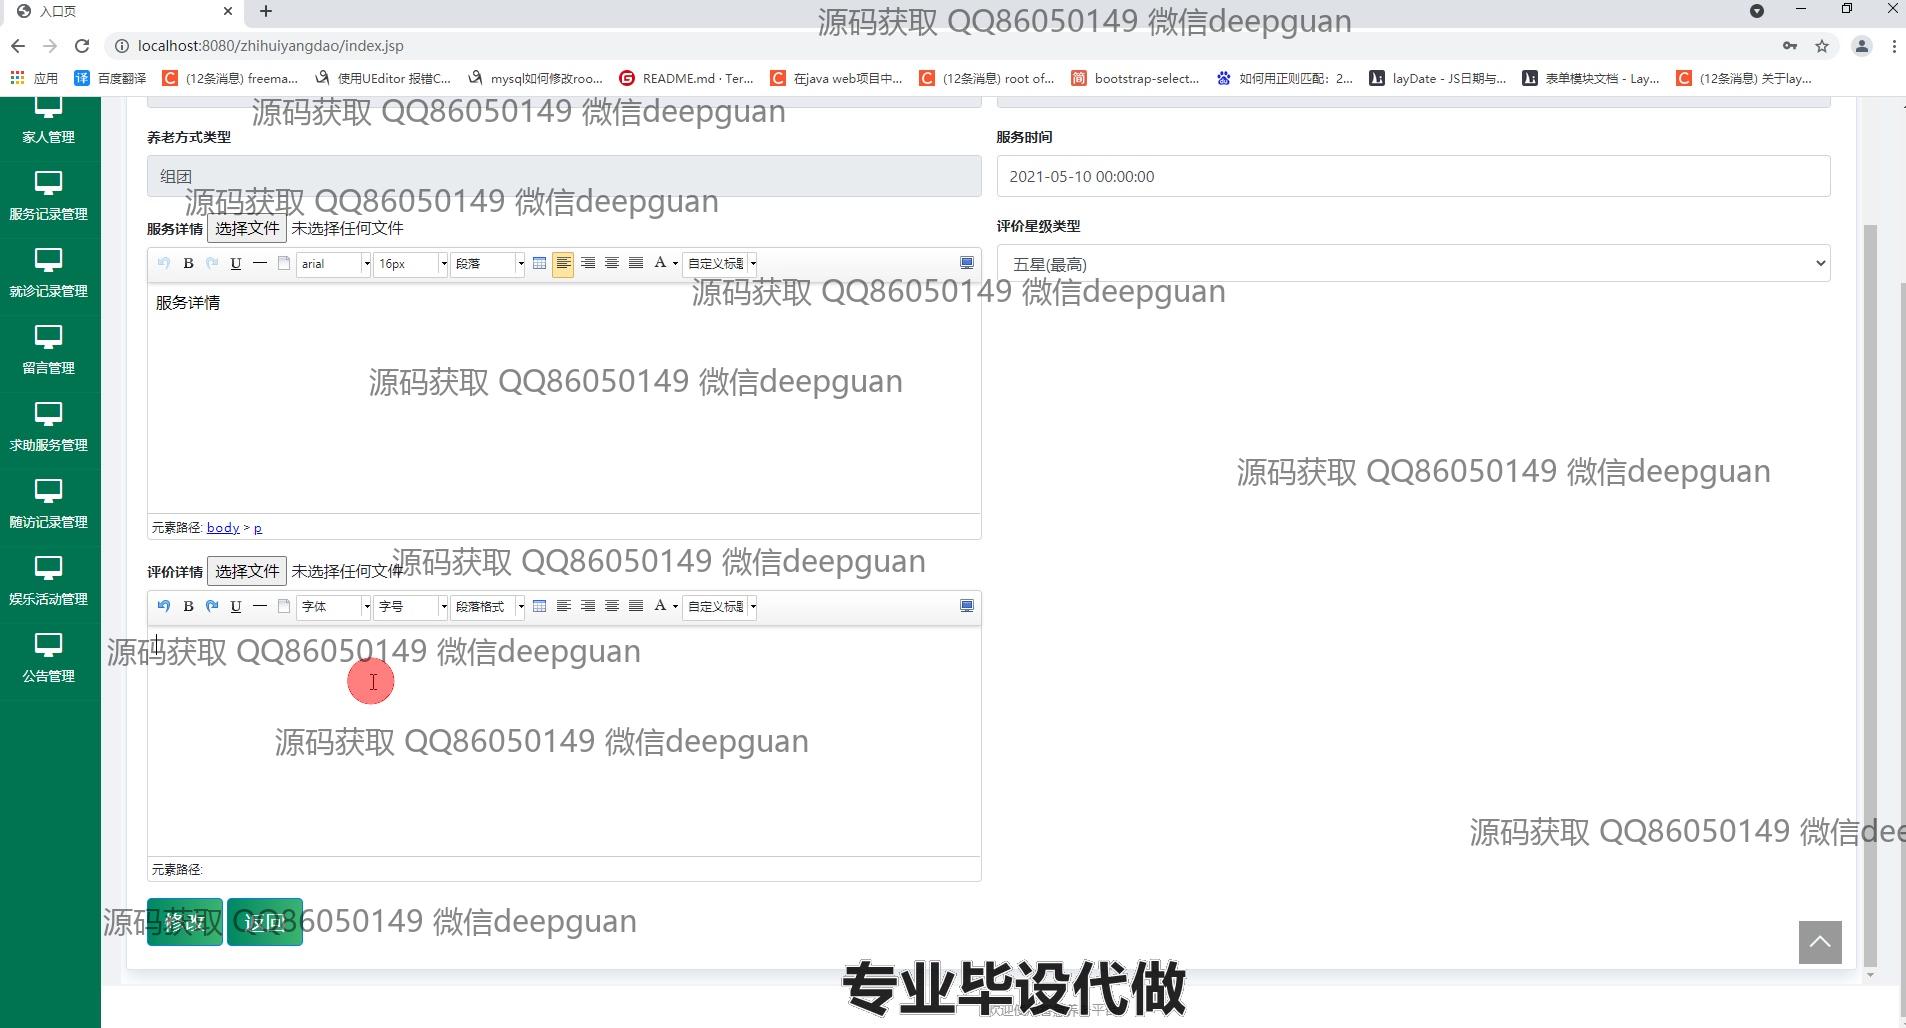 入口页
源码获取 QQ86050149 微信deepguan
localhost:8080/zhihuiyangdao/index.jsp
应用 百度翻译 (12条消息) freema... 使用UEditor 报错C... mysql如何修改roo... README.md · Ter... 在java web项目中... (12条消息) root of... bootstrap-select... 如何用正则匹配：2... layDate - JS日期与... 表单模块文档 - Lay... (12条消息) 关于lay...
源码获取 QQ86050149 微信deepguan
家人管理
养老方式类型
服务时间
组团
2021-05-10 00:00:00
源码获取 QQ86050149 微信deepguan
服务记录管理
服务详情 选择文件 未选择任何文件
评价星级类型
arial 16px 段落 自定义标题
五星(最高)
源码获取 QQ86050149 微信deepguan
就诊记录管理
服务详情
留言管理
源码获取 QQ86050149 微信deepguan
求助服务管理
源码获取 QQ86050149 微信deepguan
随访记录管理
元素路径: body > p
源码获取 QQ86050149 微信deepguan
评价详情 选择文件 未选择任何文件
娱乐活动管理
字体 字号 段落格式 自定义标题
源码获取 QQ86050149 微信deepguan
公告管理
源码获取 QQ86050149 微信deepguan
源码获取 QQ86050149 微信dee
元素路径:
修改 返回
源码获取 QQ86050149 微信deepguan
专业毕设代做